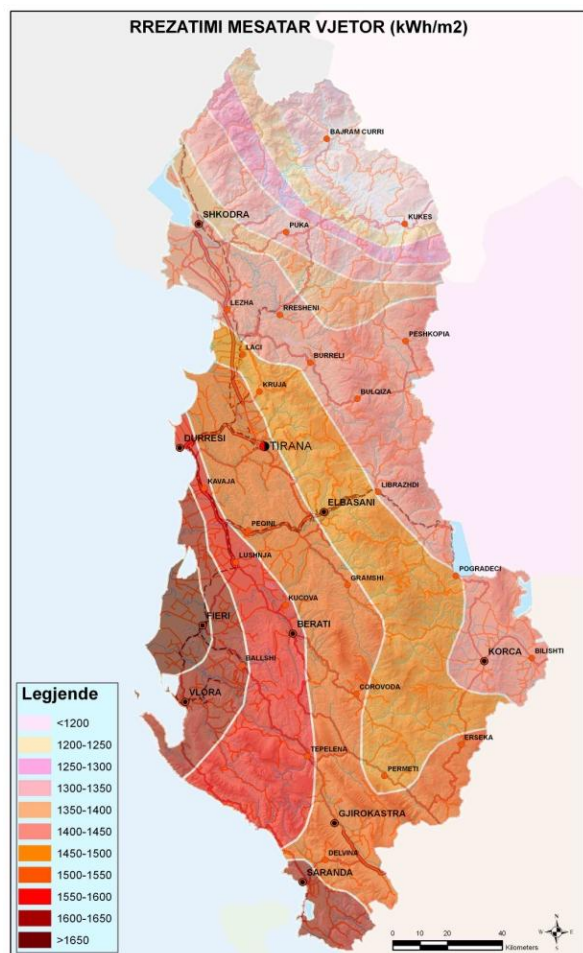 RREZATIMI MESATAR VJETOR (kWh/m2)
BAJRAM CURRI
SHKODRA
KUKES
PUKA
LEZHA
RRESHENI
PESHKOPIA
LACI
BURRELI
KRUJA
BULQIZA
DURRESI
TIRANA
KAVAJA
LIBRAZHDI
ELBASANI
PEQINI
LUSHNJA
POGRADECI
GRAMSHI
KUCOVA
FIERI
BERATI
BALLSHI
BILISHTI
KORCA
COROVODA
VLORA
ERSEKA
TEPELENA
PERMETI
GJIROKASTRA
DELVINA
SARANDA
Legjende
<1200
1200-1250
1250-1300
1300-1350
1350-1400
1400-1450
1450-1500
1500-1550
1550-1600
1600-1650
>1650
0 10 20 40
Kilometers
N
W E
S